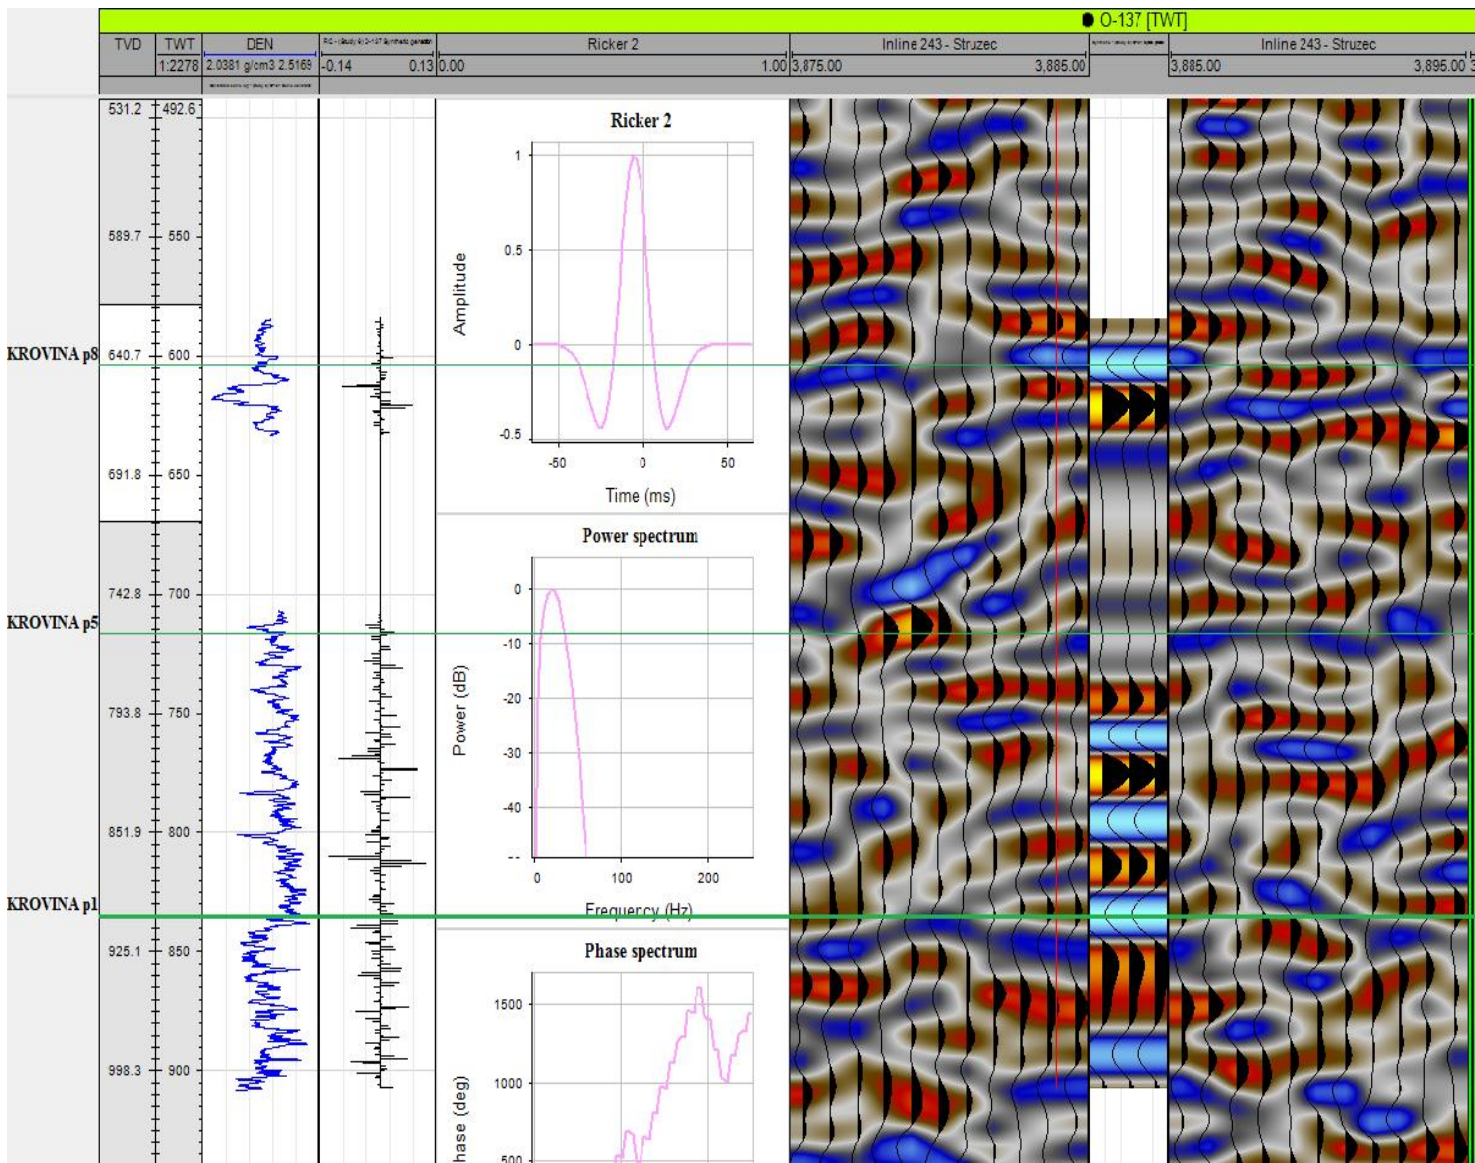 O-137 [TWT]
TVD TWT DEN Ricker 2 Inline 243 - Struzec Inline 243 - Struzec
1:2278 2.0381 g/cm3 2.5169 -0.14 0.13 0.00 1.00 3,875.00 3,885.00 3,885.00 3,895.00
531.2 492.6
Ricker 2
1
589.7 550
0.5
Amplitude
0
KROVINA p8 640.7 600
-0.5
-50 0 50
691.8 650
Time (ms)
Power spectrum
742.8 700
0
KROVINA p5
-10
-20
Power (dB)
793.8 750
-30
-40
851.9 800
0 100 200
KROVINA p1
Frequency (Hz)
925.1 850
Phase spectrum
1500
998.3 900
1000
hase (deg)
500